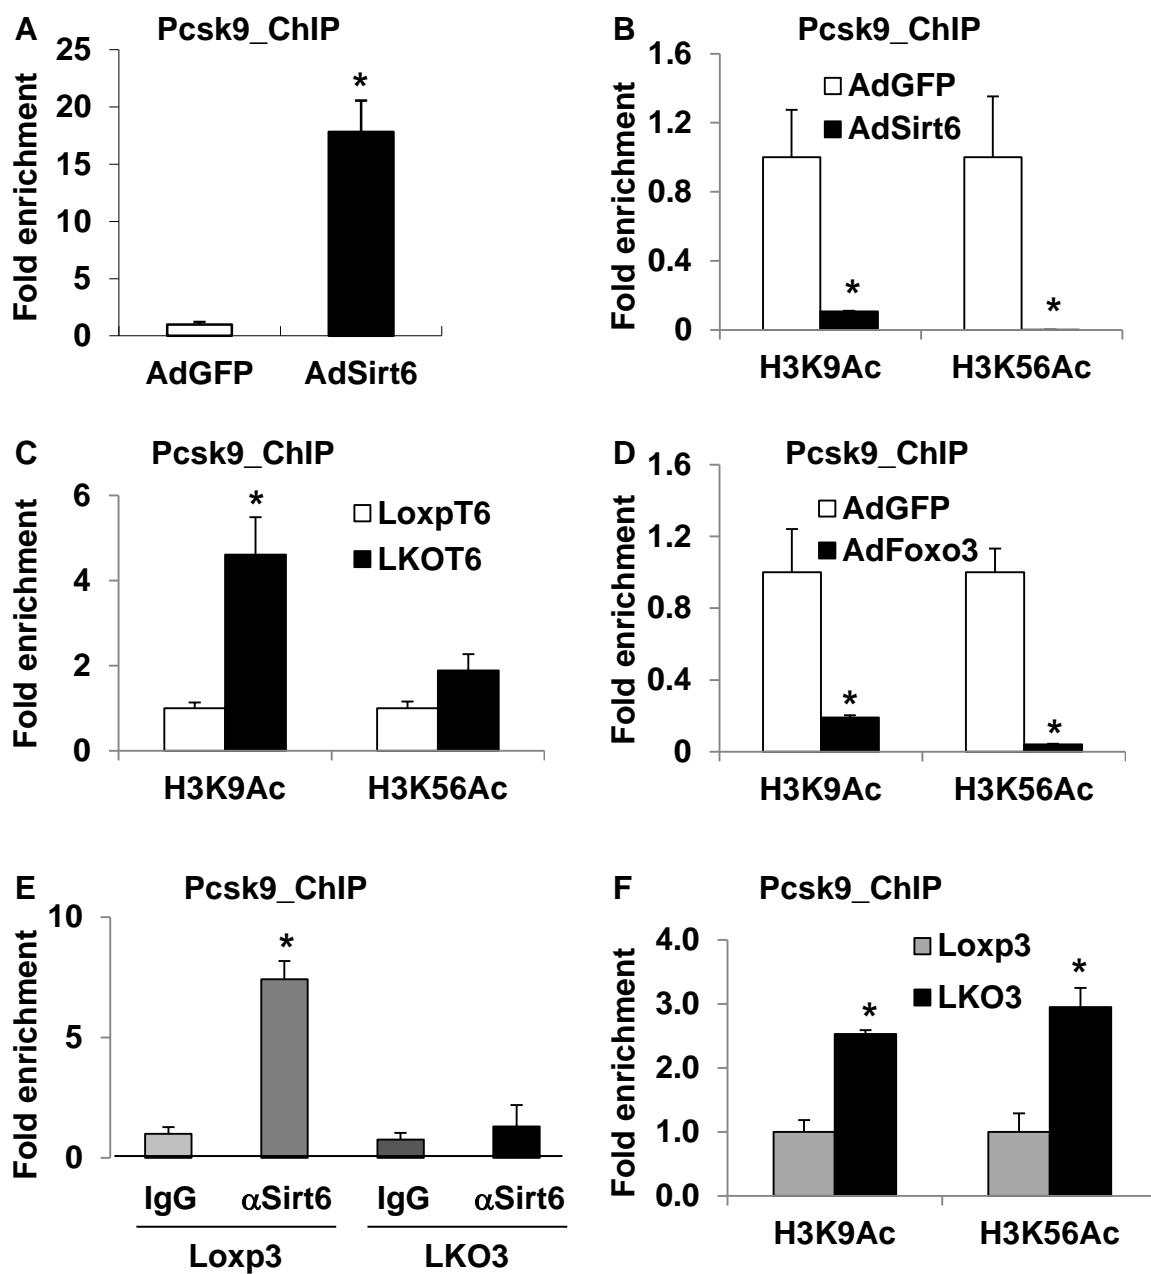 A
Pcsk9_ChIP
Fold enrichment
25
20
15
10
5
0
*
AdGFP
AdSirt6
B
Pcsk9_ChIP
Fold enrichment
1.6
1.2
0.8
0.4
0
AdGFP
AdSirt6
*
*
H3K9Ac
H3K56Ac
C
Pcsk9_ChIP
Fold enrichment
6
4
2
0
*
LoxpT6
LKOT6
H3K9Ac
H3K56Ac
D
Pcsk9_ChIP
Fold enrichment
1.6
1.2
0.8
0.4
0
AdGFP
AdFoxo3
*
*
H3K9Ac
H3K56Ac
E
Pcsk9_ChIP
Fold enrichment
10
5
0
*
IgG
αSirt6
IgG
αSirt6
Loxp3
LKO3
F
Pcsk9_ChIP
Fold enrichment
4.0
3.0
2.0
1.0
0.0
Loxp3
LKO3
*
*
H3K9Ac
H3K56Ac